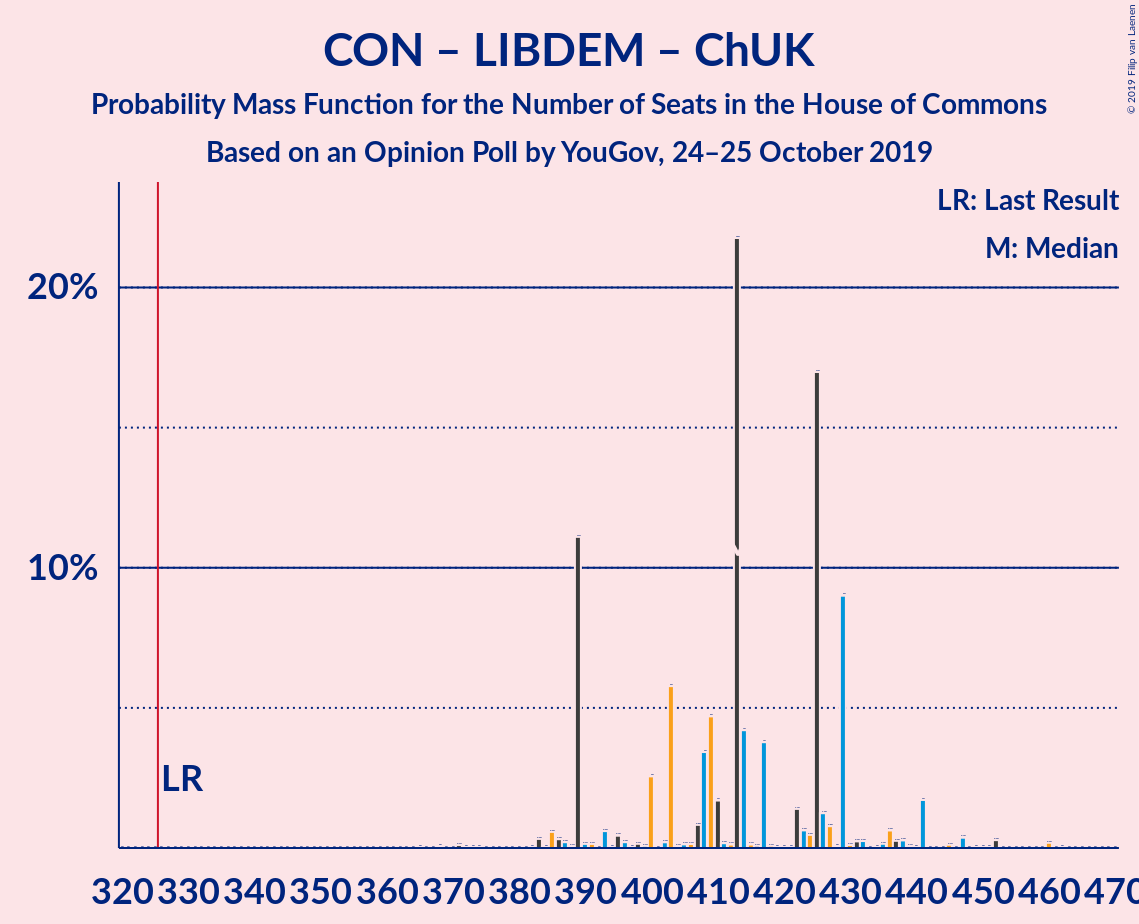 CON – LIBDEM – ChUK
Probability Mass Function for the Number of Seats in the House of Commons
Based on an Opinion Poll by YouGov, 24–25 October 2019
© 2019 Filip van Laenen
LR: Last Result
M: Median
20%
10%
LR
320 330 340 350 360 370 380 390 400 410 420 430 440 450 460 470